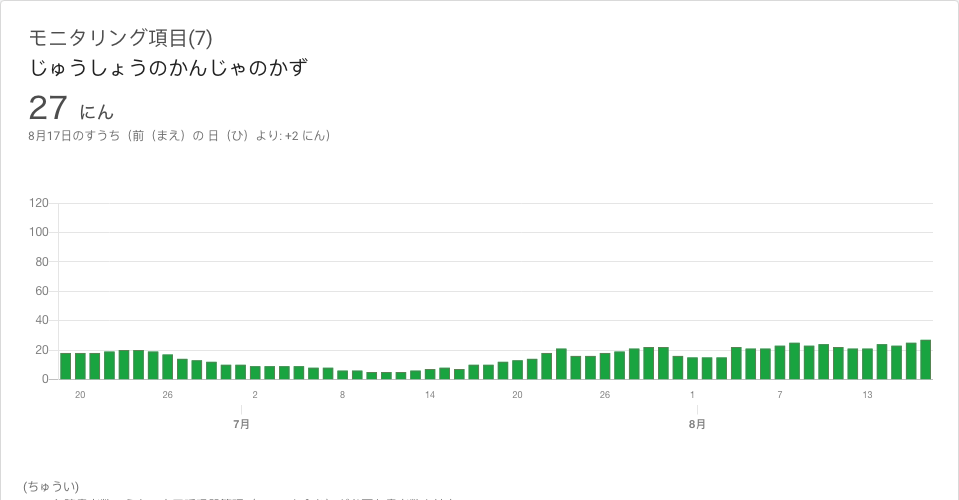 モニタリング項目(7)
じゅうしょうのかんじゃのかず
27 にん
8月17日のすうち（前（まえ）の 日（ひ）より: +2 にん）
120
100
80
60
40
20
0
20 26 2 8 14 20 26 1 7 13
7月 8月
(ちゅうい)